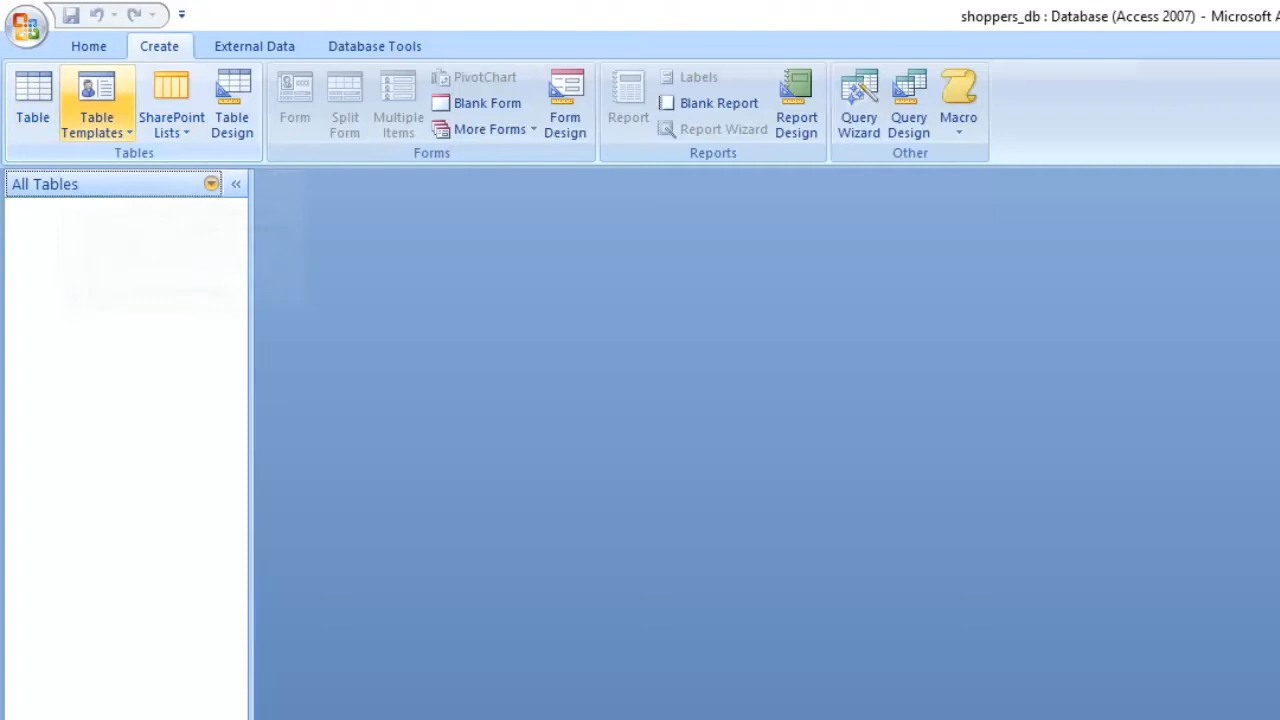 shoppers_db : Database (Access 2007) - Microsoft A
Home Create External Data Database Tools
Table
Table Templates
SharePoint Lists
Table Design
Tables
Form
Split Form
Multiple Items
PivotChart
Blank Form
More Forms
Form Design
Forms
Report
Labels
Blank Report
Report Wizard
Report Design
Reports
Query Wizard
Query Design
Macro
Other
All Tables